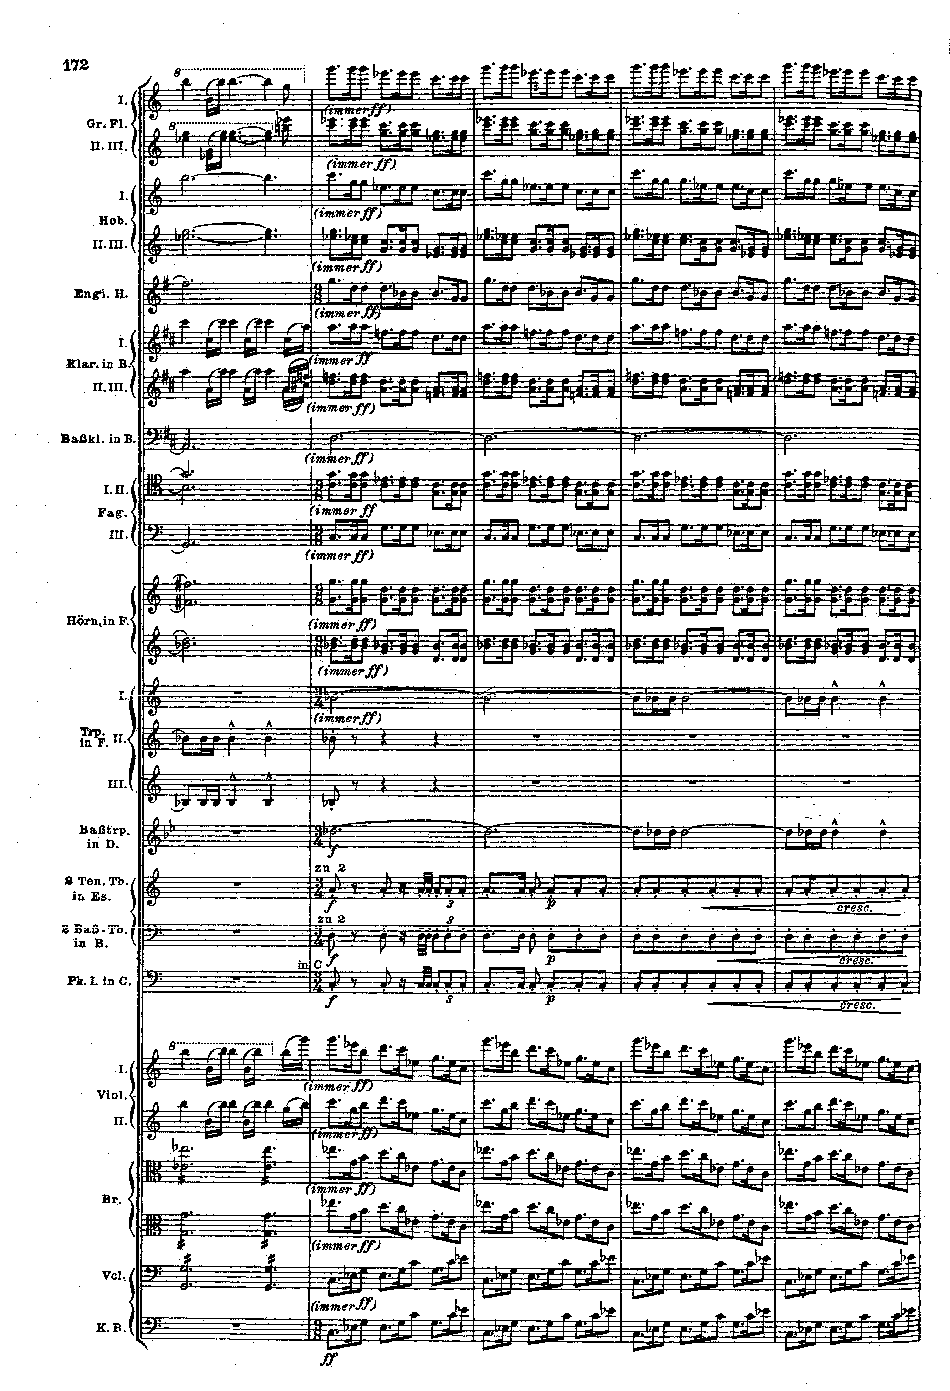 172
8
I.
(immer ff)
Gr. Fl.
8
II. III.
(immer ff)
I.
(immer ff)
Hob.
II. III.
(immer ff)
Engl. H.
(immer ff)
I.
(immer ff
Klar. in B.
II. III.
(immer ff)
Baßkl. in B.
(immer ff)
I. II.
(immer ff
Fag.
III.
(immer ff)
Hörn. in F.
(immer ff)
(immer ff)
I.
(immer ff)
Trp.
in F. II.
III.
Baßtrp.
in D.
f
zu 2
2 Ten. Tb.
in Es.
f 3 p cresc.
zu 2 3
2 Baß-Tb.
in B.
f p cresc.
in C
Pk. I. in C.
f 3 p cresc.
8
I.
(immer ff)
Viol.
II.
(immer ff)
(immer ff)
Br.
(immer ff)
Vcl.
(immer ff)
K. B.
ff